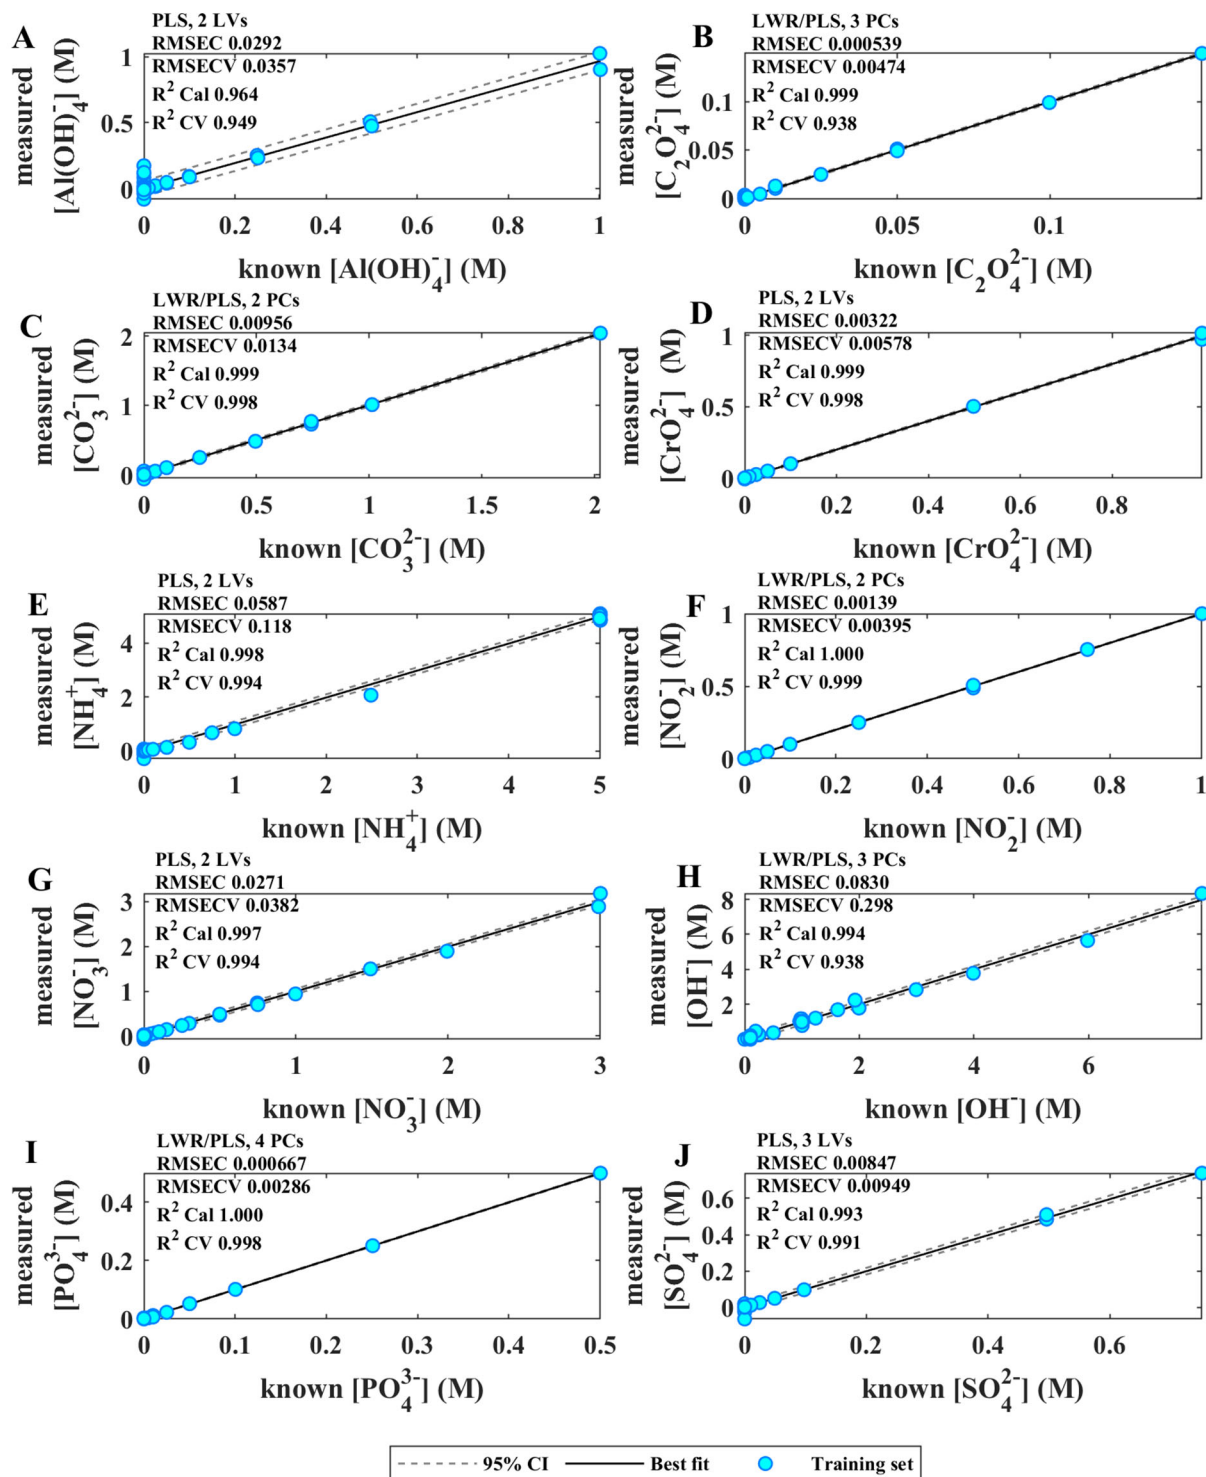 A
PLS, 2 LVs
RMSEC 0.0292
RMSECV 0.0357
R² Cal 0.964
R² CV 0.949
measured
[Al(OH)₄⁻] (M)
1
0.5
0
0 0.2 0.4 0.6 0.8 1
known [Al(OH)₄⁻] (M)
B
LWR/PLS, 3 PCs
RMSEC 0.000539
RMSECV 0.00474
R² Cal 0.999
R² CV 0.938
measured
[C₂O₄²⁻] (M)
0.1
0.05
0
0 0.05 0.1
known [C₂O₄²⁻] (M)
C
LWR/PLS, 2 PCs
RMSEC 0.00956
RMSECV 0.0134
R² Cal 0.999
R² CV 0.998
measured
[CO₃²⁻] (M)
2
1
0
0 0.5 1 1.5 2
known [CO₃²⁻] (M)
D
PLS, 2 LVs
RMSEC 0.00322
RMSECV 0.00578
R² Cal 0.999
R² CV 0.998
measured
[CrO₄²⁻] (M)
1
0.5
0
0 0.2 0.4 0.6 0.8
known [CrO₄²⁻] (M)
E
PLS, 2 LVs
RMSEC 0.0587
RMSECV 0.118
R² Cal 0.998
R² CV 0.994
measured
[NH₄⁺] (M)
4
2
0
0 1 2 3 4 5
known [NH₄⁺] (M)
F
LWR/PLS, 2 PCs
RMSEC 0.00139
RMSECV 0.00395
R² Cal 1.000
R² CV 0.999
measured
[NO₂⁻] (M)
1
0.5
0
0 0.2 0.4 0.6 0.8 1
known [NO₂⁻] (M)
G
PLS, 2 LVs
RMSEC 0.0271
RMSECV 0.0382
R² Cal 0.997
R² CV 0.994
measured
[NO₃⁻] (M)
3
2
1
0
0 1 2 3
known [NO₃⁻] (M)
H
LWR/PLS, 3 PCs
RMSEC 0.0830
RMSECV 0.298
R² Cal 0.994
R² CV 0.938
measured
[OH⁻] (M)
8
6
4
2
0 2 4 6
known [OH⁻] (M)
I
LWR/PLS, 4 PCs
RMSEC 0.000667
RMSECV 0.00286
R² Cal 1.000
R² CV 0.998
measured
[PO₄³⁻] (M)
0.4
0.2
0
0 0.1 0.2 0.3 0.4 0.5
known [PO₄³⁻] (M)
J
PLS, 3 LVs
RMSEC 0.00847
RMSECV 0.00949
R² Cal 0.993
R² CV 0.991
measured
[SO₄²⁻] (M)
0.6
0.4
0.2
0
0 0.2 0.4 0.6
known [SO₄²⁻] (M)
95% CI Best fit Training set